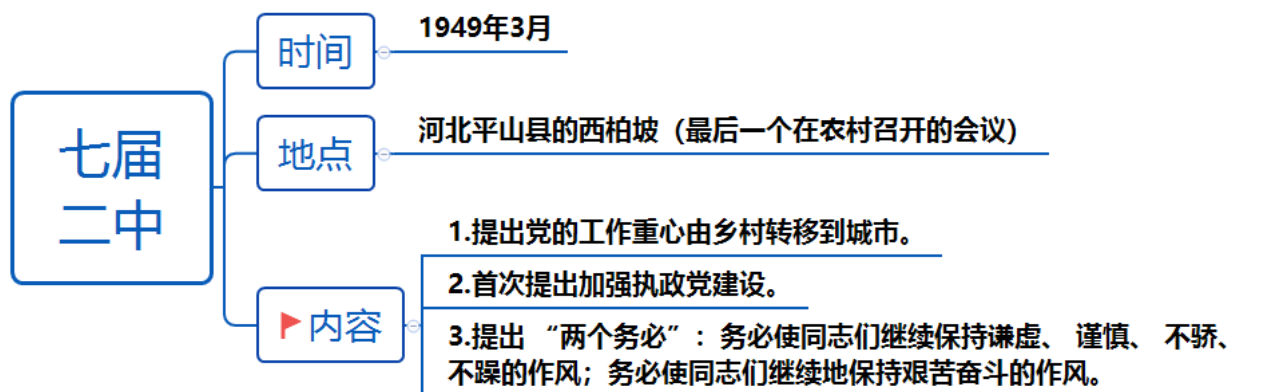 七届
二中
时间
1949年3月
地点
河北平山县的西柏坡（最后一个在农村召开的会议）
内容
1.提出党的工作重心由乡村转移到城市。
2.首次提出加强执政党建设。
3.提出 “两个务必”：务必使同志们继续保持谦虚、 谨慎、 不骄、
不躁的作风；务必使同志们继续地保持艰苦奋斗的作风。